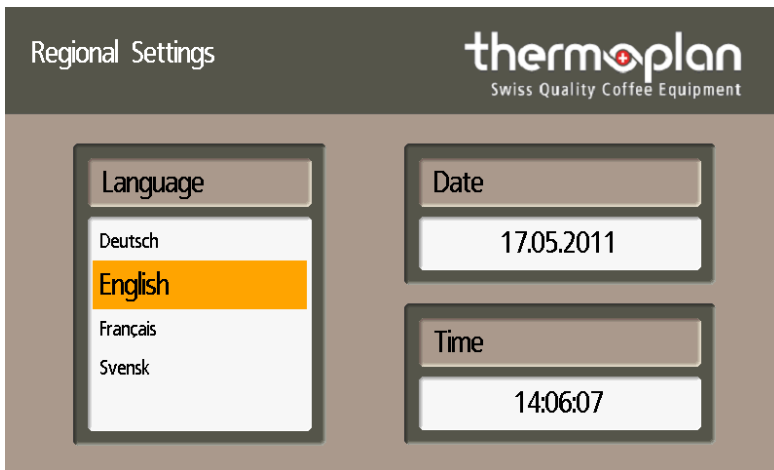 Regional Settings
thermoplan
Swiss Quality Coffee Equipment
Language
Deutsch
English
Français
Svensk
Date
17.05.2011
Time
14:06:07